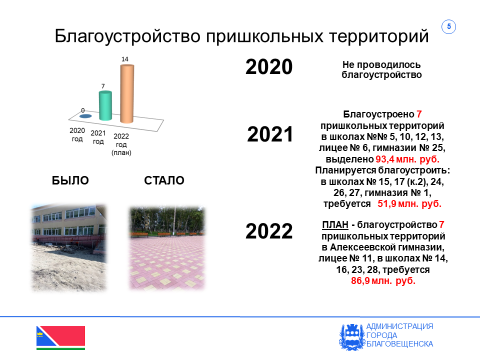 Благоустройство пришкольных территорий
5
14
7
0
2020
год
2021
год
2022
год
(план)
2020
Не проводилось
благоустройство
2021
Благоустроено 7
пришкольных территорий
в школах №№ 5, 10, 12, 13,
лицее № 6, гимназии № 25,
выделено 93,4 млн. руб.
Планируется благоустроить:
в школах № 15, 17 (к.2), 24,
26, 27, гимназия № 1,
требуется 51,9 млн. руб.
БЫЛО
СТАЛО
2022
ПЛАН - благоустройство 7
пришкольных территорий
в Алексеевской гимназии,
лицее № 11, в школах № 14,
16, 23, 28, требуется
86,9 млн. руб.
АДМИНИСТРАЦИЯ
ГОРОДА
БЛАГОВЕЩЕНСКА